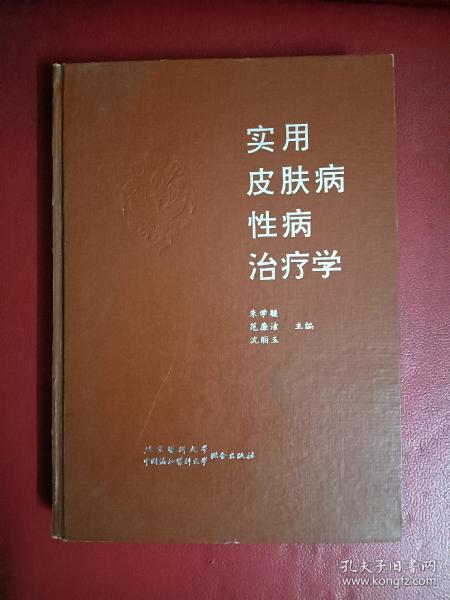 实用
皮肤病
性病
治疗学
朱学骏
范廉洁 主编
沈丽玉
北京医科大学
中国协和医科大学 联合出版社
孔夫子旧书网
www.kongfz.com